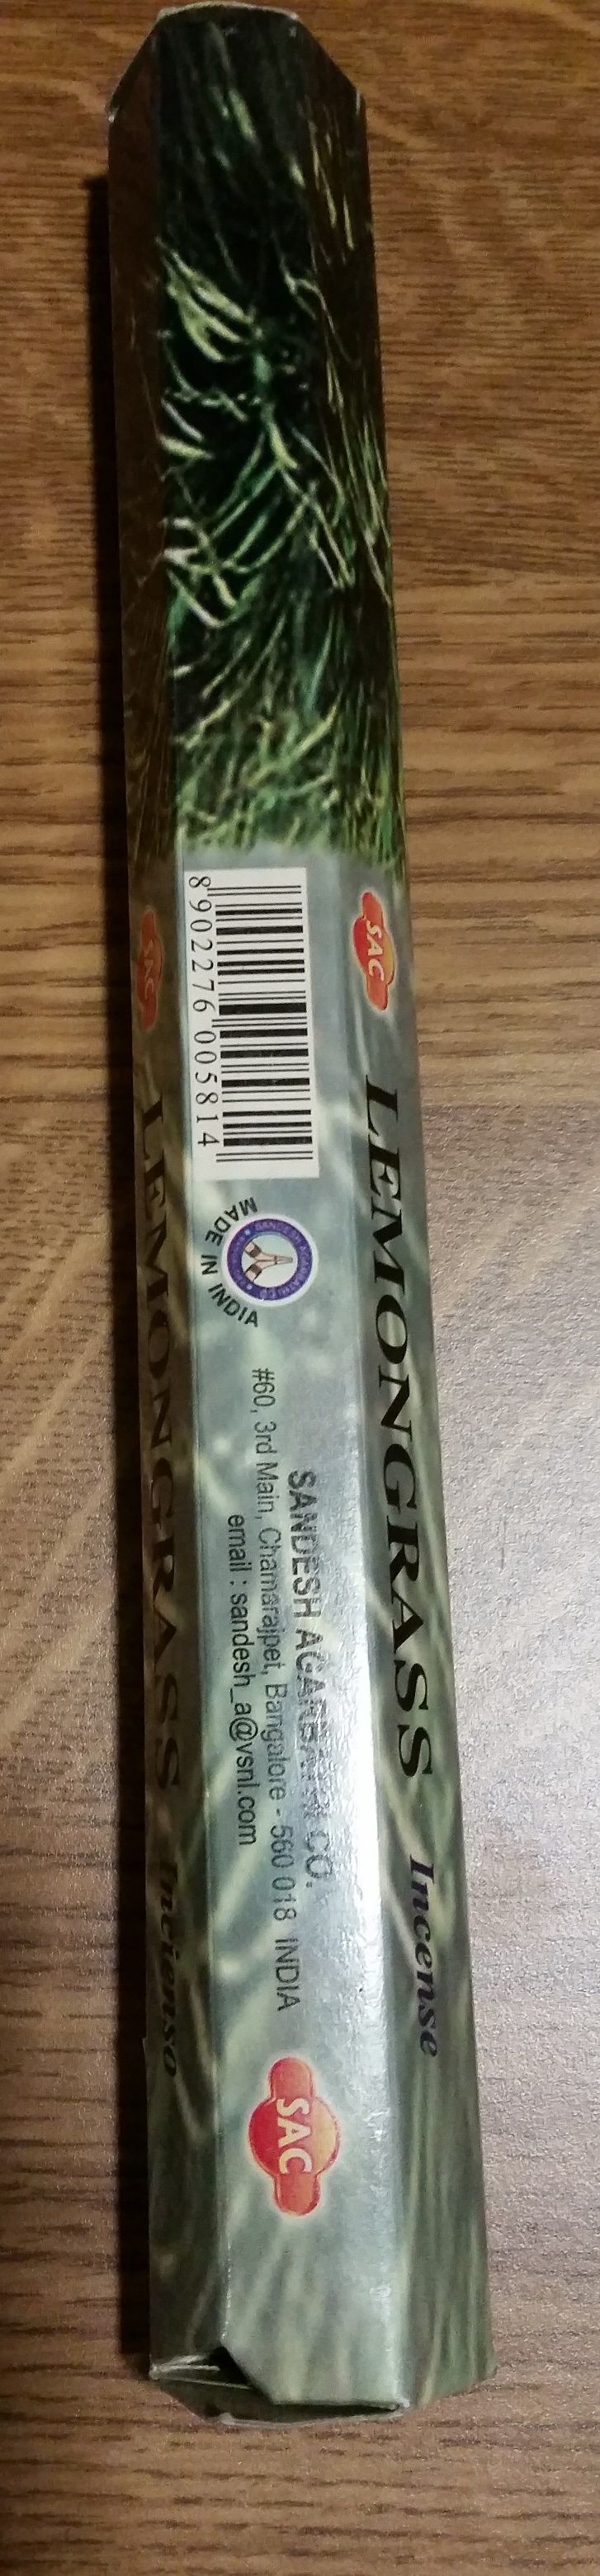 SAC
LEMONGRASS Incense
8 902276 005814
MADE IN INDIA
SANDESH AGARBATHI CO.
#60, 3rd Main, Chamarajpet, Bangalore - 560 018 INDIA
email : sandesh_a@vsnl.com
SAC
SAC
LEMONGRASS Incienso